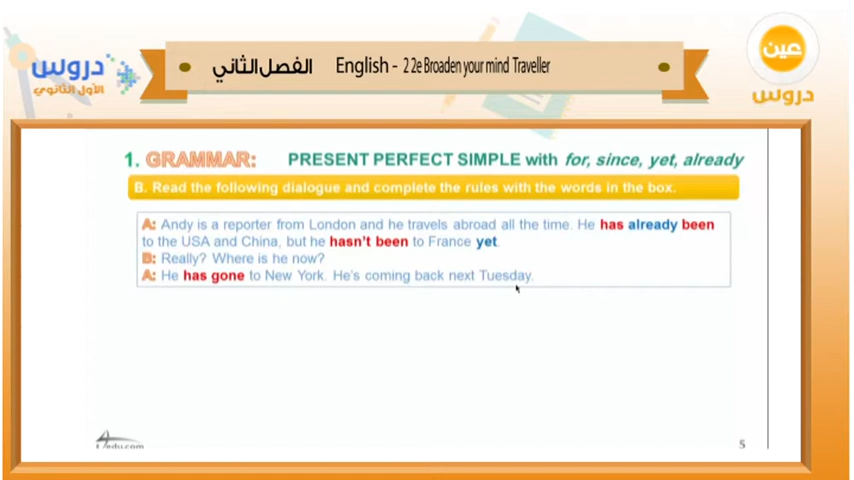 دروس
الأول الثانوي
الفصل الثاني English - 2 2e Broaden your mind Traveller
عين
دروس
1. GRAMMAR: PRESENT PERFECT SIMPLE with for, since, yet, already
B. Read the following dialogue and complete the rules with the words in the box.
A: Andy is a reporter from London and he travels abroad all the time. He has already been
to the USA and China, but he hasn't been to France yet.
B: Really? Where is he now?
A: He has gone to New York. He's coming back next Tuesday.
5